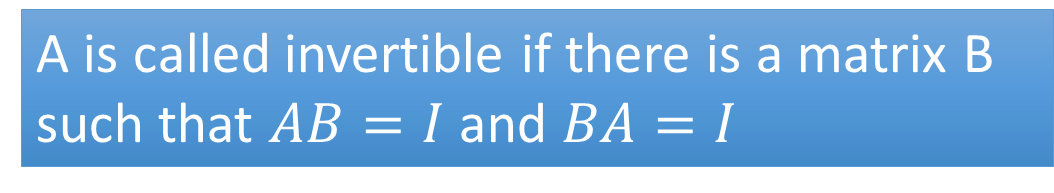 A is called invertible if there is a matrix B
such that AB = I and BA = I